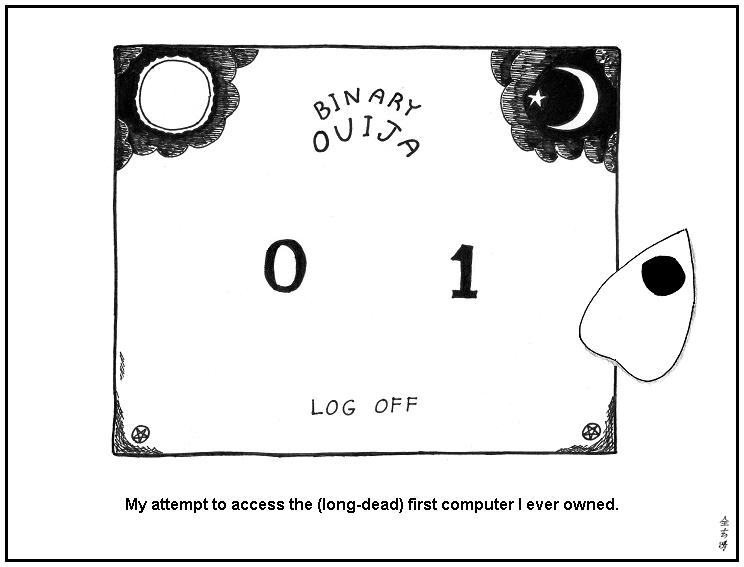 BINARY
OUIJA
0 1
LOG OFF
My attempt to access the (long-dead) first computer I ever owned.